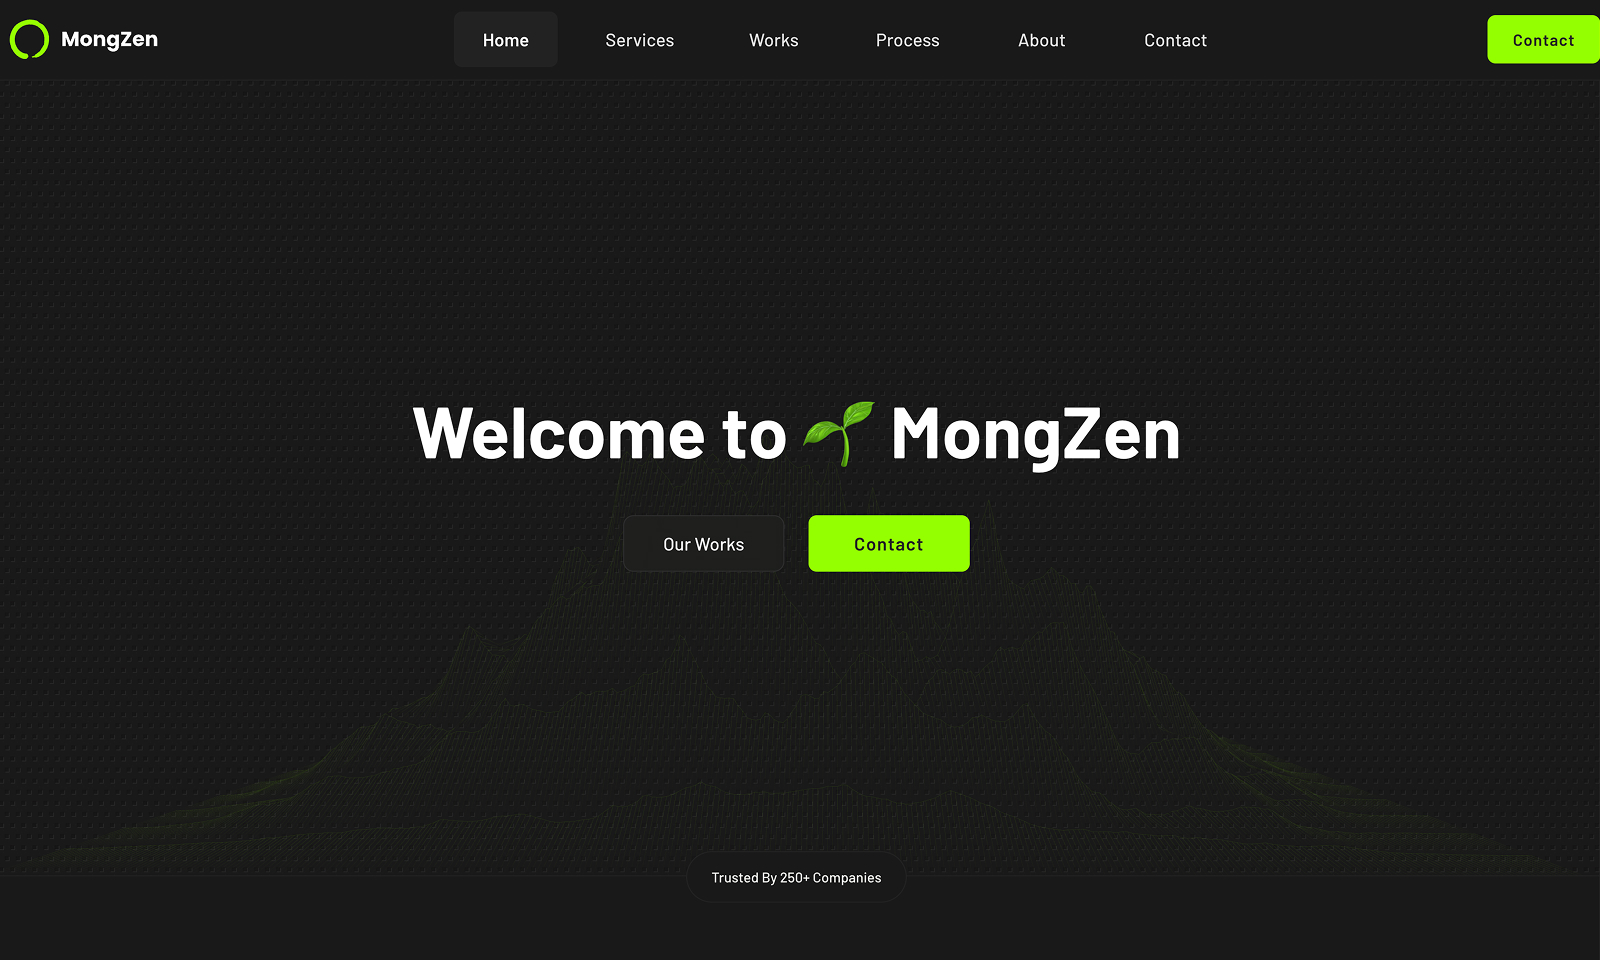 MongZen
Home Services Works Process About Contact
Contact
Welcome to 🌱 MongZen
Our Works
Contact
Trusted By 250+ Companies